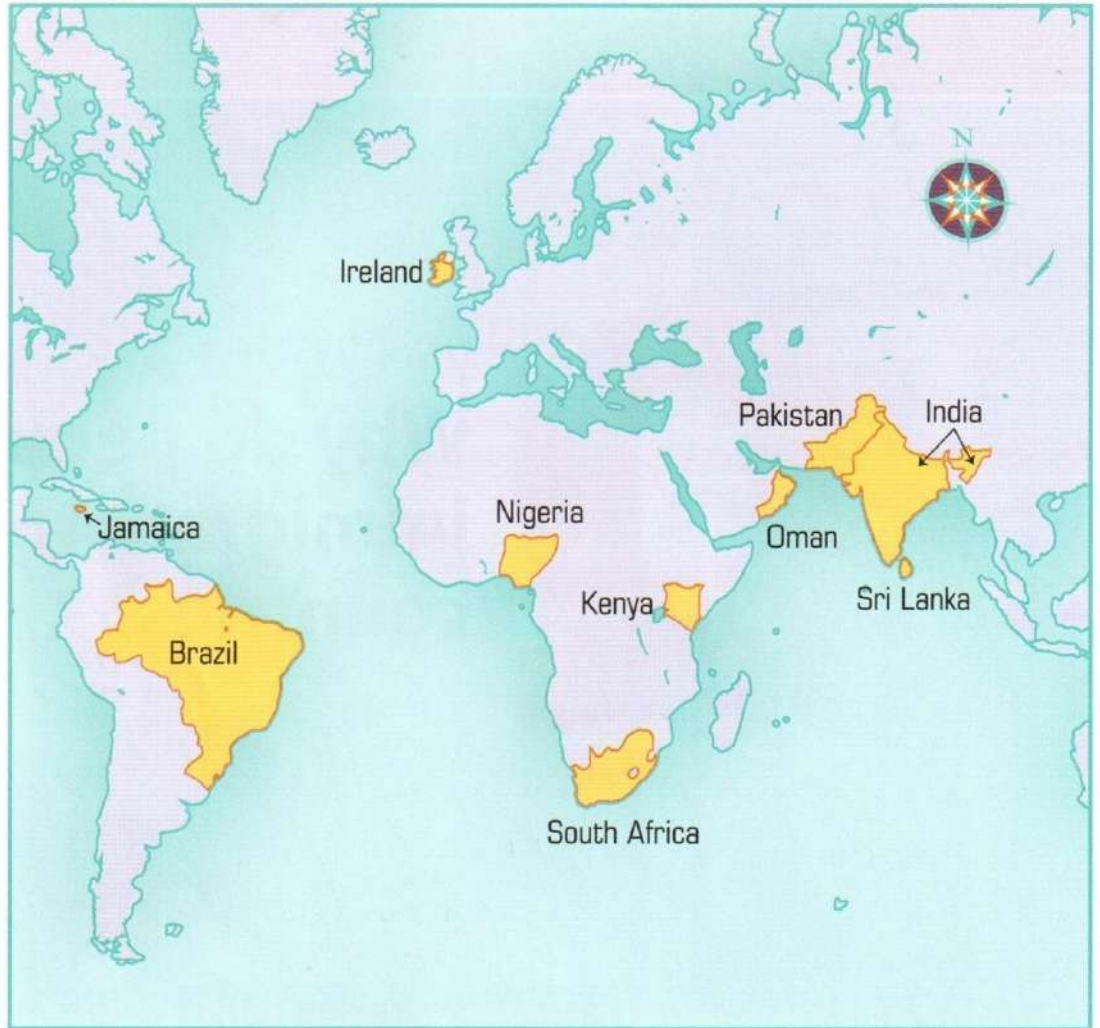 N
Ireland
Pakistan
India
Jamaica
Nigeria
Oman
Kenya
Sri Lanka
Brazil
South Africa